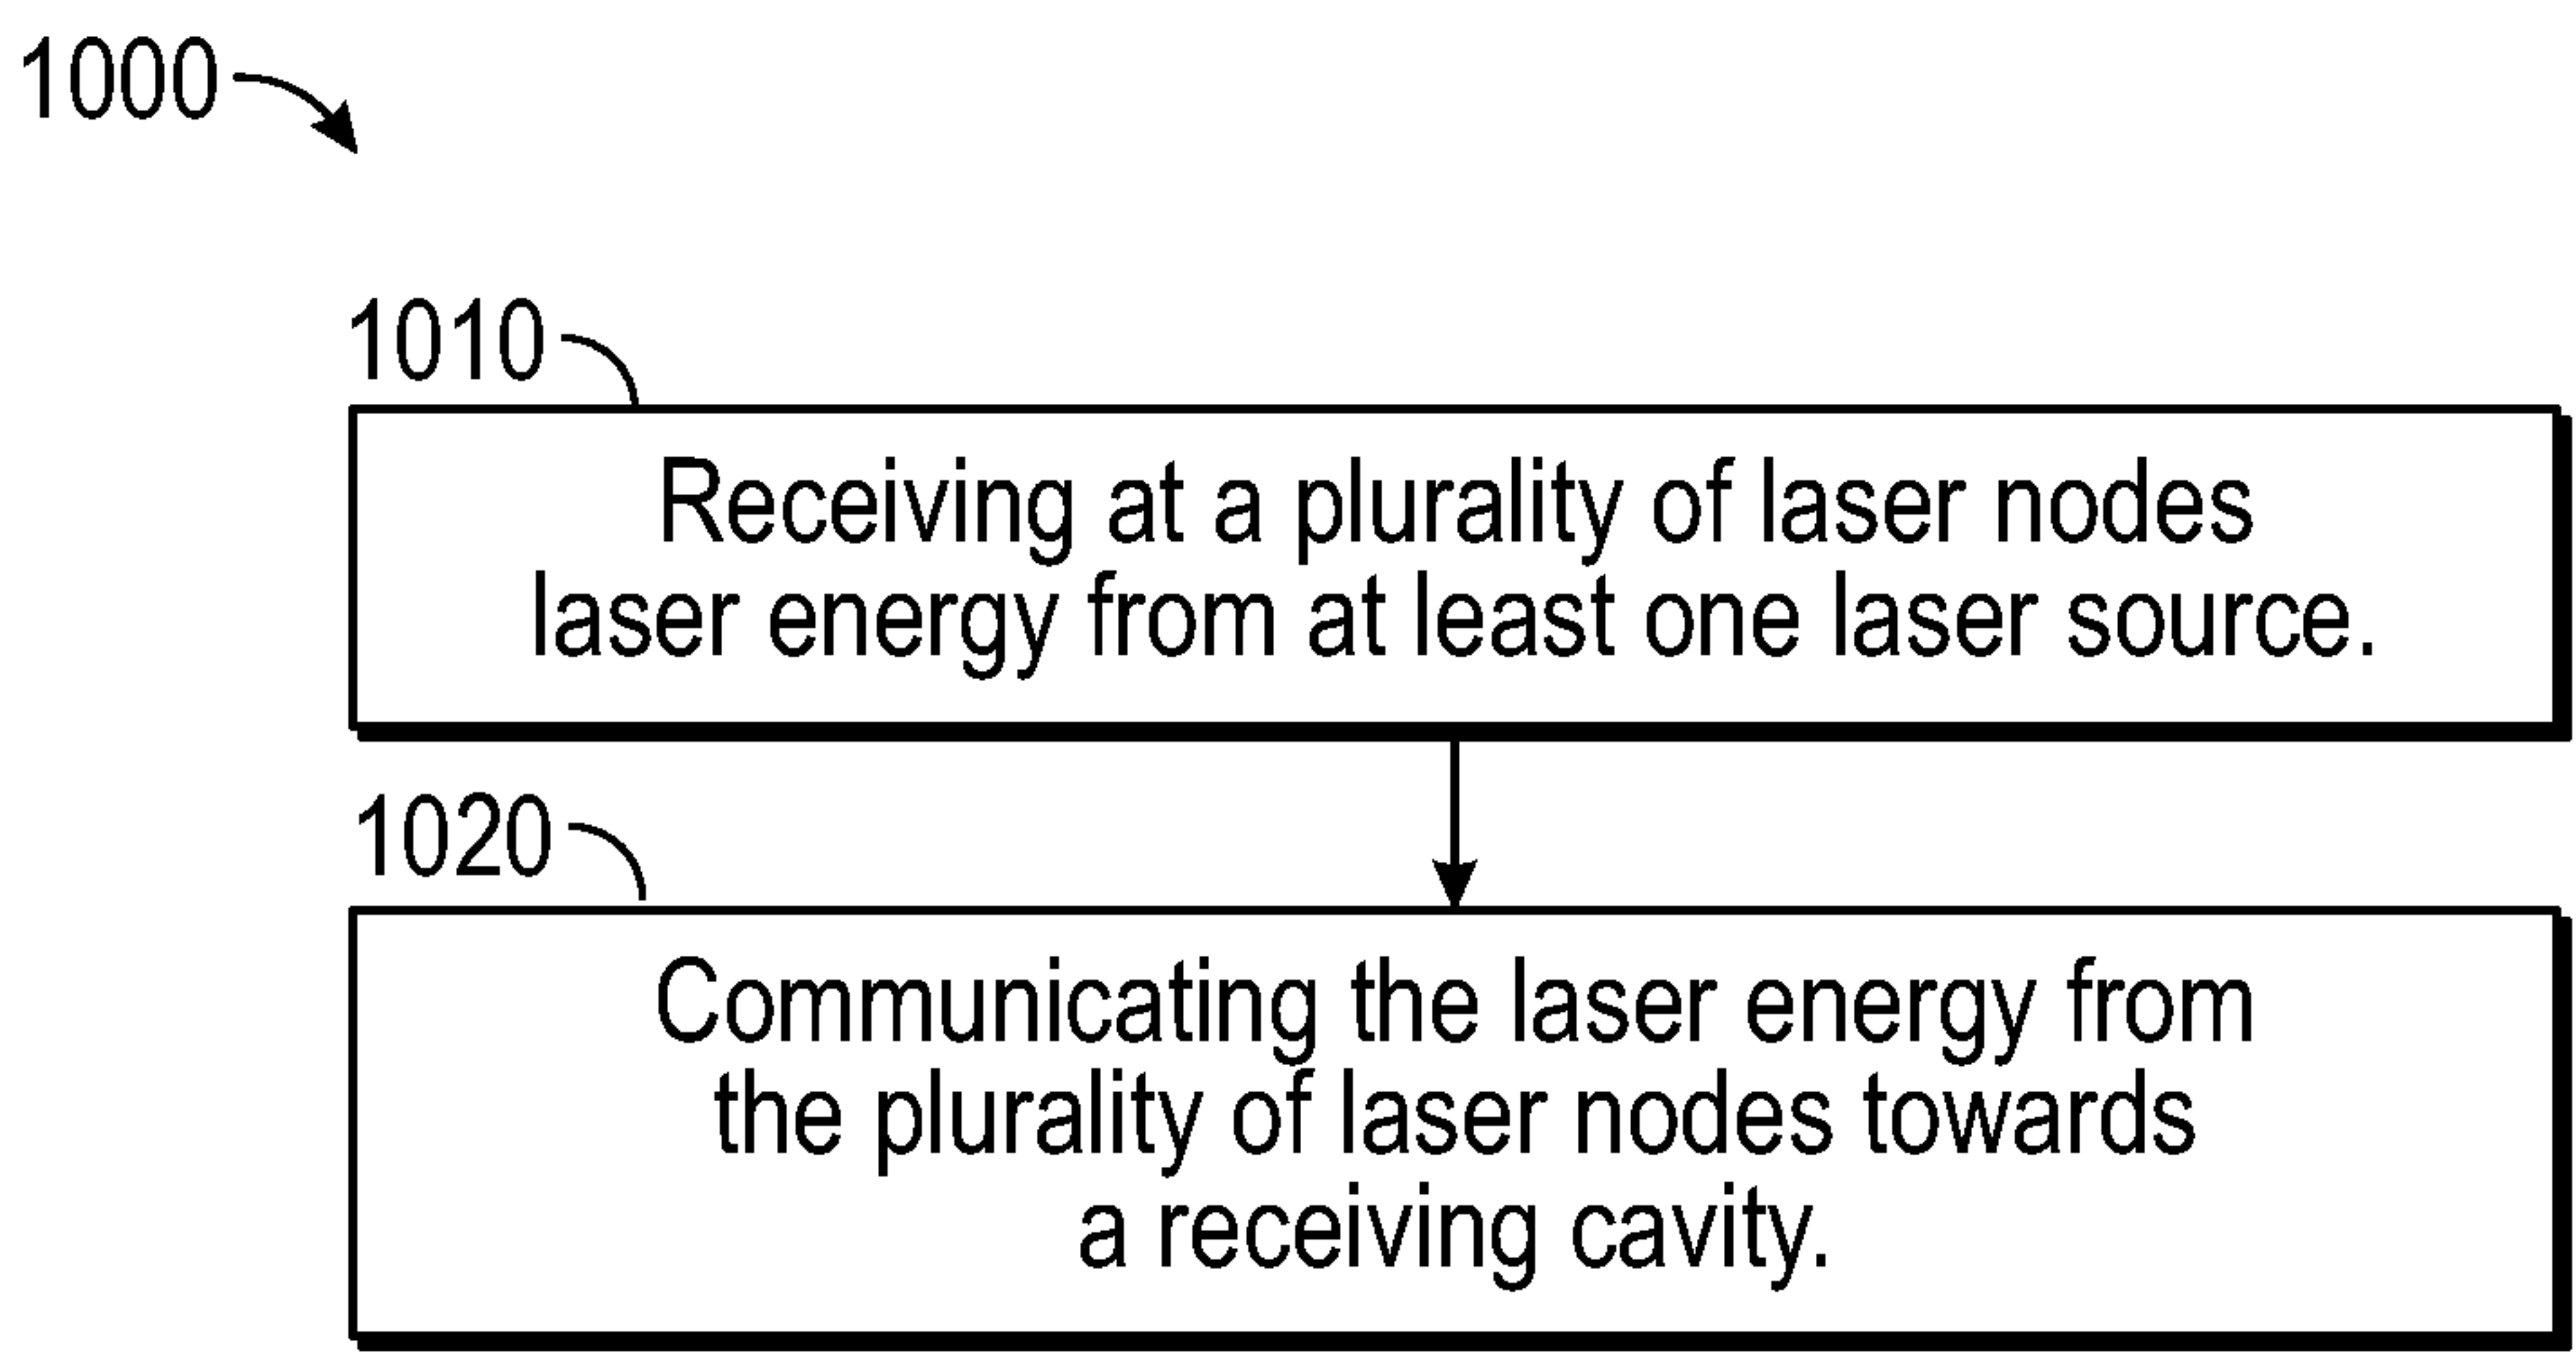 1000
1010
Receiving at a plurality of laser nodes
laser energy from at least one laser source.
1020
Communicating the laser energy from
the plurality of laser nodes towards
a receiving cavity.